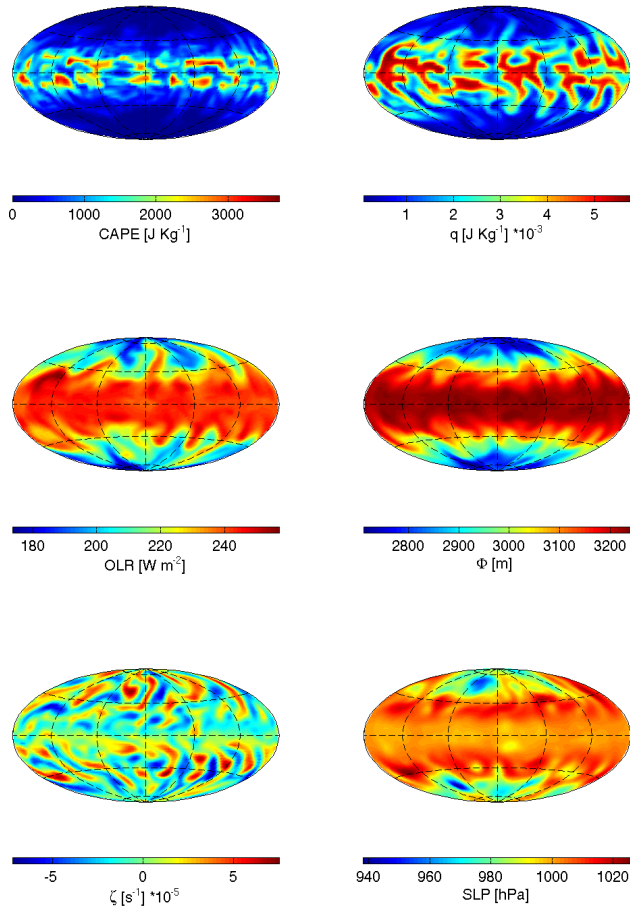 0 1000 2000 3000
CAPE [J Kg⁻¹]
1 2 3 4 5
q [J Kg⁻¹] *10⁻³
180 200 220 240
OLR [W m⁻²]
2800 2900 3000 3100 3200
Φ [m]
-5 0 5
ζ [s⁻¹] *10⁻⁵
940 960 980 1000 1020
SLP [hPa]